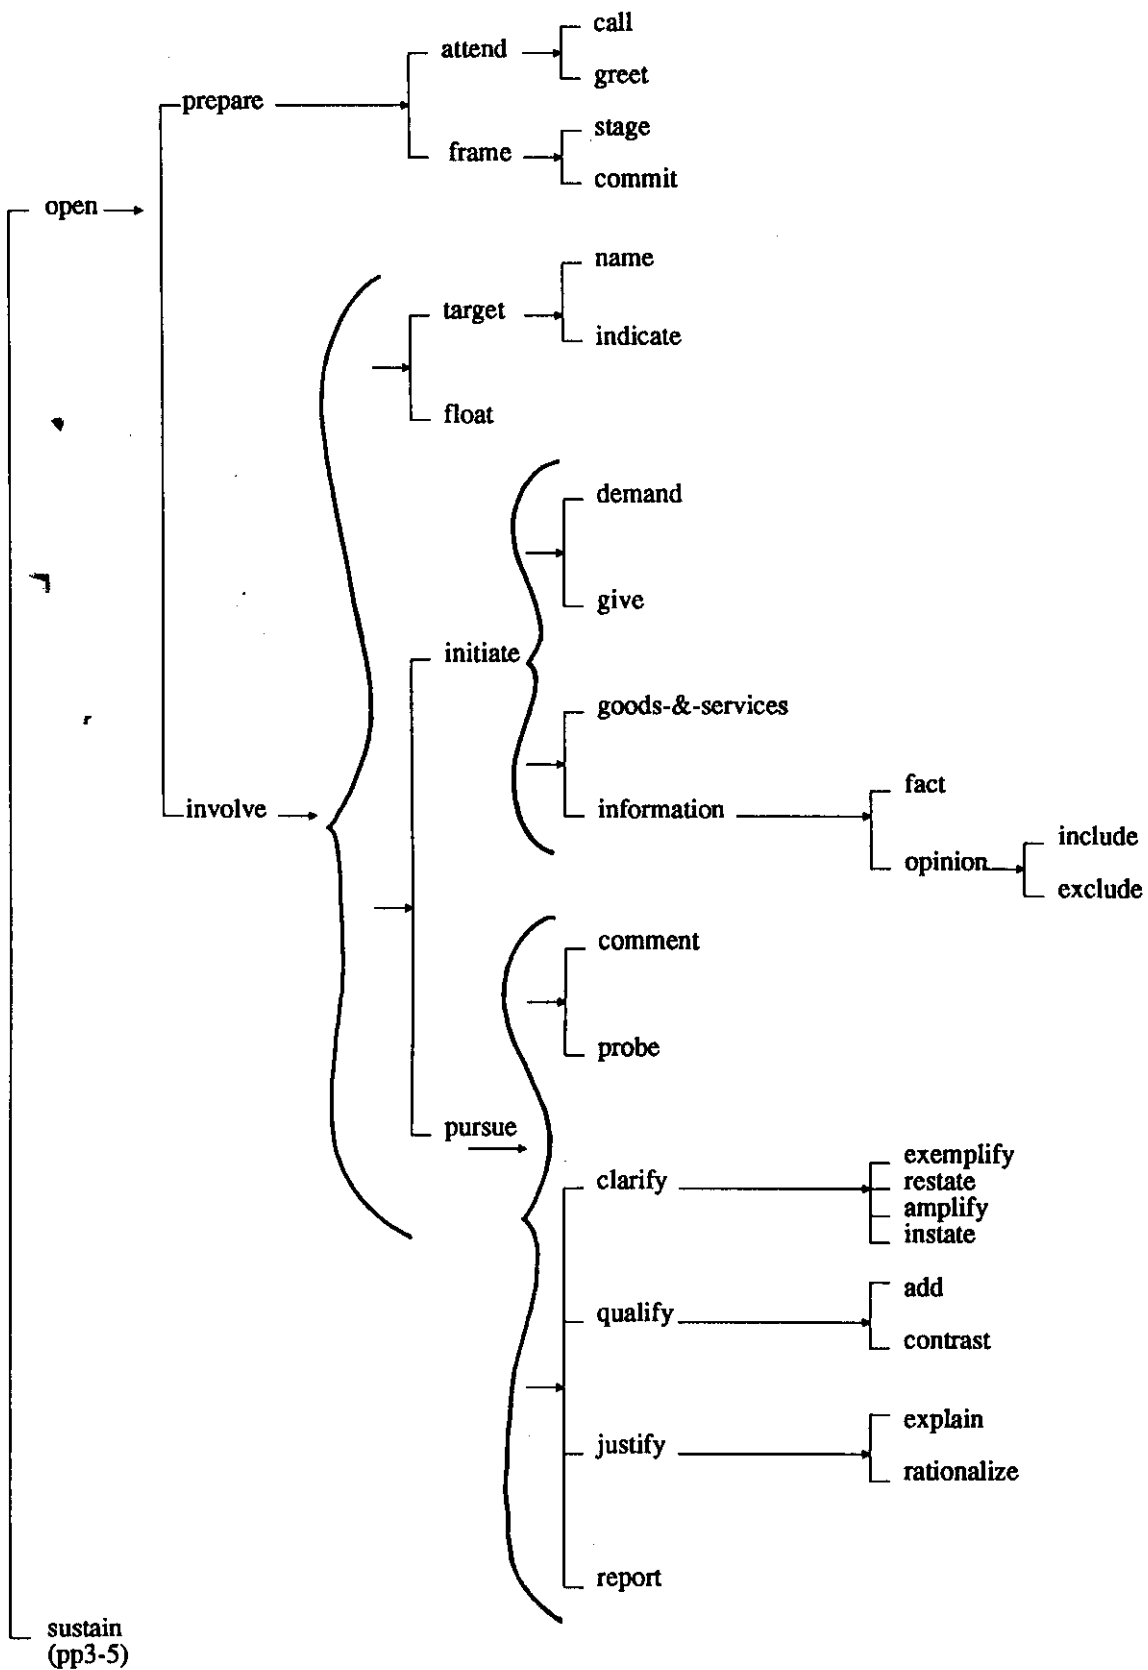 call
attend
greet
prepare
stage
frame
commit
open
name
target
indicate
float
demand
give
initiate
goods-&-services
fact
involve
information
include
opinion
exclude
comment
probe
pursue
exemplify
clarify
restate
amplify
instate
add
qualify
contrast
explain
justify
rationalize
report
sustain
(pp3-5)